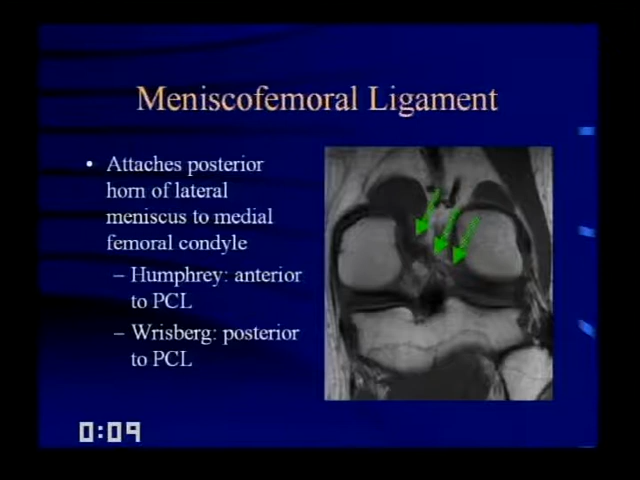 Meniscofemoral Ligament
• Attaches posterior
horn of lateral
meniscus to medial
femoral condyle
– Humphrey: anterior
to PCL
– Wrisberg: posterior
to PCL
0:09